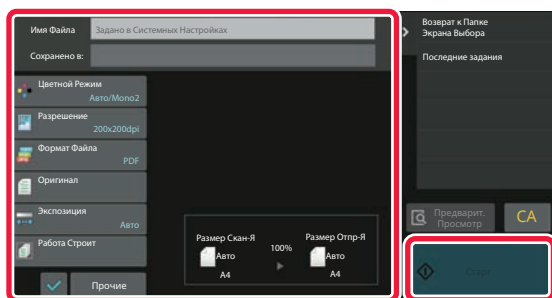 Имя Файла
Задано в Системных Настройках
Сохранено в:
Цветной Режим
Авто/Mono2
Разрешение
200x200dpi
Формат Файла
PDF
Оригинал
Экспозиция
Авто
Работа Строит
Прочие
Размер Скан-Я
100%
Размер Отпр-Я
Авто
Авто
A4
A4
Возврат к Папке
Экрана Выбора
Последние задания
Предварит.
Просмотр
CA
Старт